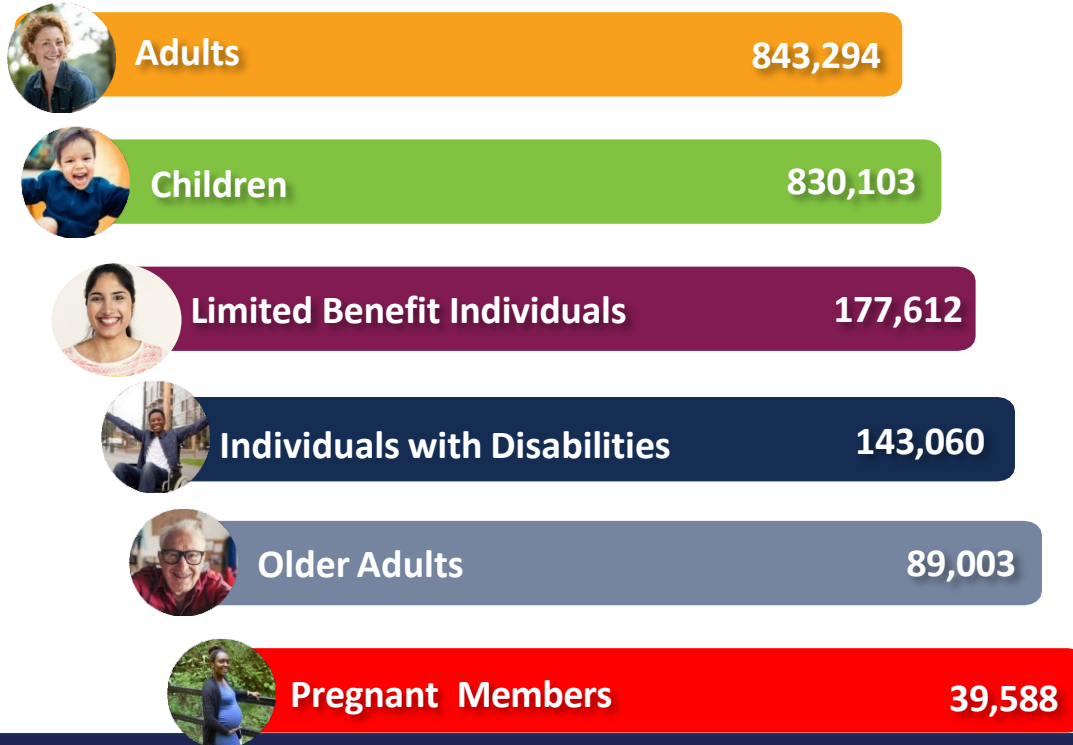 Adults 843,294
Children 830,103
Limited Benefit Individuals 177,612
Individuals with Disabilities 143,060
Older Adults 89,003
Pregnant Members 39,588